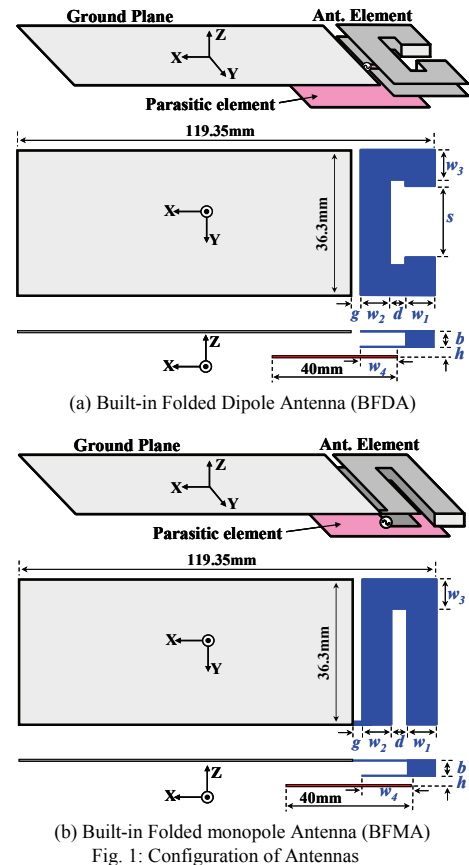 Ground Plane
Ant. Element
Z
X
Y
Parasitic element
119.35mm
w3
X
Y
36.3mm
s
g w2 d w1
Z
X
b
h
40mm
w4
(a) Built-in Folded Dipole Antenna (BFDA)
Ground Plane
Ant. Element
Z
X
Y
Parasitic element
119.35mm
w3
X
Y
36.3mm
g w2 d w1
Z
X
b
h
40mm
w4
(b) Built-in Folded monopole Antenna (BFMA)
Fig. 1: Configuration of Antennas